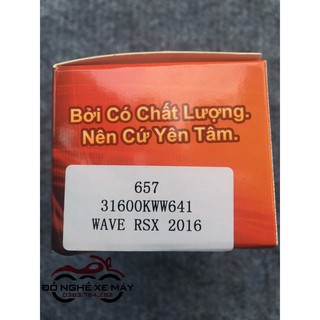 Bởi Có Chất Lượng.
Nên Cứ Yên Tâm.
657
31600KWW641
WAVE RSX 2016
ĐỒ NGHỀ XE MÁY